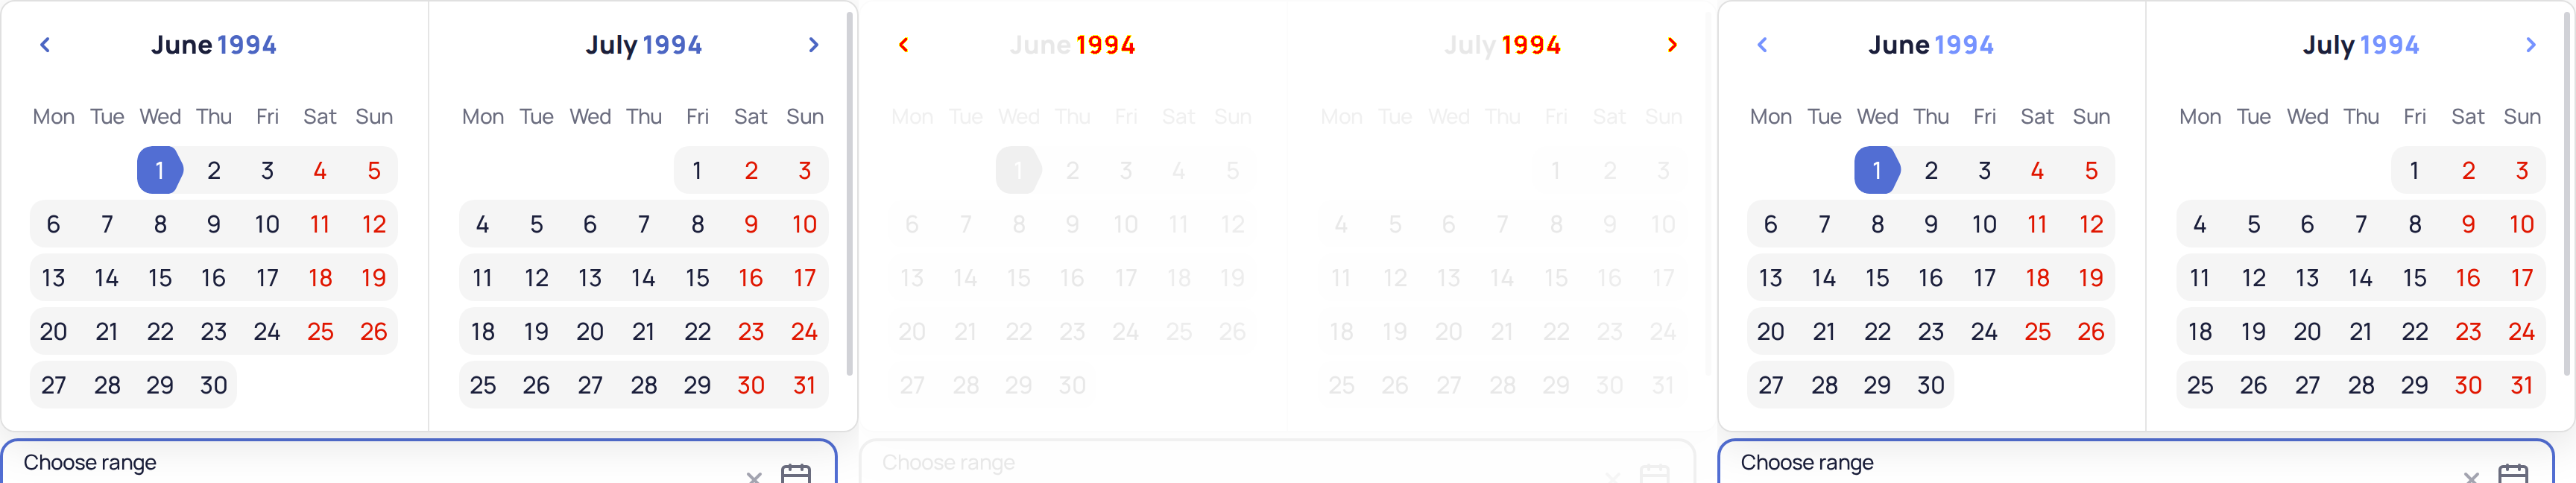 June 1994
Mon Tue Wed Thu Fri Sat Sun
1 2 3 4 5
6 7 8 9 10 11 12
13 14 15 16 17 18 19
20 21 22 23 24 25 26
27 28 29 30
July 1994
Mon Tue Wed Thu Fri Sat Sun
1 2 3
4 5 6 7 8 9 10
11 12 13 14 15 16 17
18 19 20 21 22 23 24
25 26 27 28 29 30 31
Choose range
June 1994
Mon Tue Wed Thu Fri Sat Sun
1 2 3 4 5
6 7 8 9 10 11 12
13 14 15 16 17 18 19
20 21 22 23 24 25 26
27 28 29 30
July 1994
Mon Tue Wed Thu Fri Sat Sun
1 2 3
4 5 6 7 8 9 10
11 12 13 14 15 16 17
18 19 20 21 22 23 24
25 26 27 28 29 30 31
Choose range
June 1994
Mon Tue Wed Thu Fri Sat Sun
1 2 3 4 5
6 7 8 9 10 11 12
13 14 15 16 17 18 19
20 21 22 23 24 25 26
27 28 29 30
July 1994
Mon Tue Wed Thu Fri Sat Sun
1 2 3
4 5 6 7 8 9 10
11 12 13 14 15 16 17
18 19 20 21 22 23 24
25 26 27 28 29 30 31
Choose range